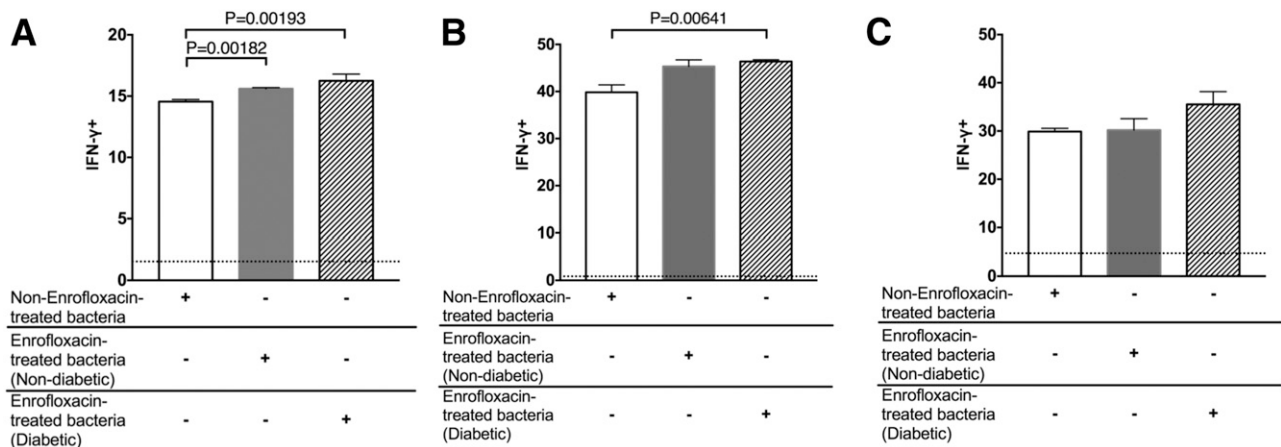 A
P=0.00193
P=0.00182
IFN-γ+
20
15
10
5
0
Non-Enrofloxacin-
treated bacteria
+ - -
Enrofloxacin-
treated bacteria
(Non-diabetic)
- + -
Enrofloxacin-
treated bacteria
(Diabetic)
- - +
B
P=0.00641
IFN-γ+
50
40
30
20
10
0
Non-Enrofloxacin-
treated bacteria
+ - -
Enrofloxacin-
treated bacteria
(Non-diabetic)
- + -
Enrofloxacin-
treated bacteria
(Diabetic)
- - +
C
IFN-γ+
50
40
30
20
10
0
Non-Enrofloxacin-
treated bacteria
+ - -
Enrofloxacin-
treated bacteria
(Non-diabetic)
- + -
Enrofloxacin-
treated bacteria
(Diabetic)
- - +